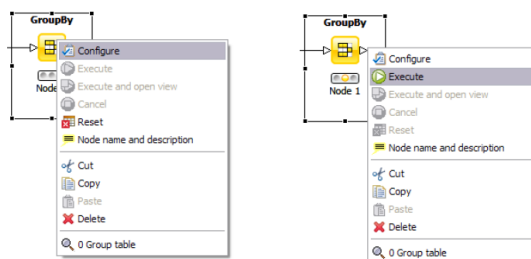 GroupBy
Configure
Execute
Execute and open view
Cancel
Reset
Node name and description
Cut
Copy
Paste
Delete
0 Group table
Node
GroupBy
Node 1
Configure
Execute
Execute and open view
Cancel
Reset
Node name and description
Cut
Copy
Paste
Delete
0 Group table